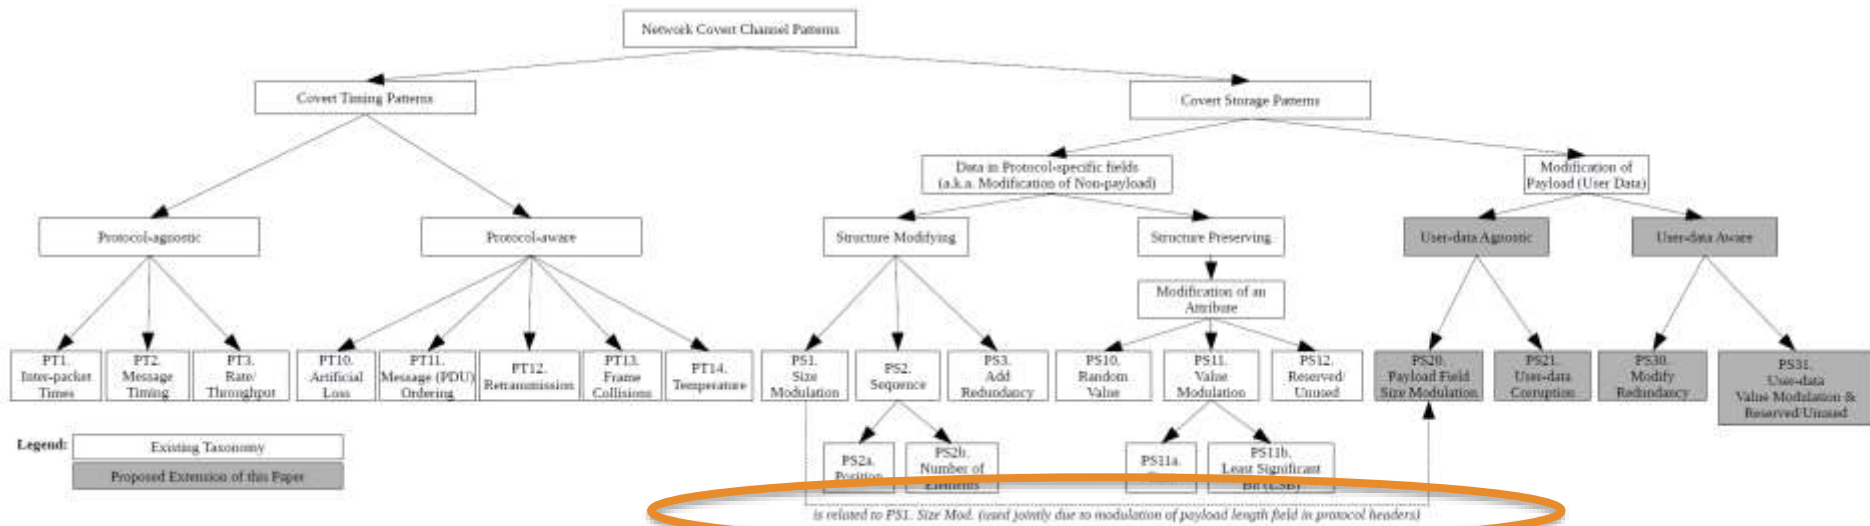 Network Covert Channel Patterns
Covert Timing Patterns
Covert Storage Patterns
Data in Protocol-specific fields
(a.k.a. Modification of Non-payload)
Modification of
Payload (User Data)
Protocol-agnostic
Protocol-aware
Structure Modifying
Structure Preserving
User-data Agnostic
User-data Aware
Modification of an
Attribute
PT1.
Inter-packet
Times
PT2.
Message
Timing
PT3.
Rate/
Throughput
PT10.
Artificial
Loss
PT11.
Message (PDU)
Ordering
PT12.
Retransmission
PT13.
Frame
Collisions
PT14.
Temperature
PS1.
Size
Modulation
PS2.
Sequence
PS3.
Add
Redundancy
PS10.
Random
Value
PS11.
Value
Modulation
PS12.
Reserved/
Unused
PS20.
Payload Field
Size Modulation
PS21.
User-data
Corruption
PS30.
Modify
Redundancy
PS31.
User-data
Value Modulation &
Reserved/Unused
PS2a.
Position
PS2b.
Number of
Elements
PS11a.
PS11b.
Least Significant
Bit (LSB)
Legend:
Existing Taxonomy
Proposed Extension of this Paper
is related to PS1. Size Mod. (used jointly due to modulation of payload length field in protocol headers)